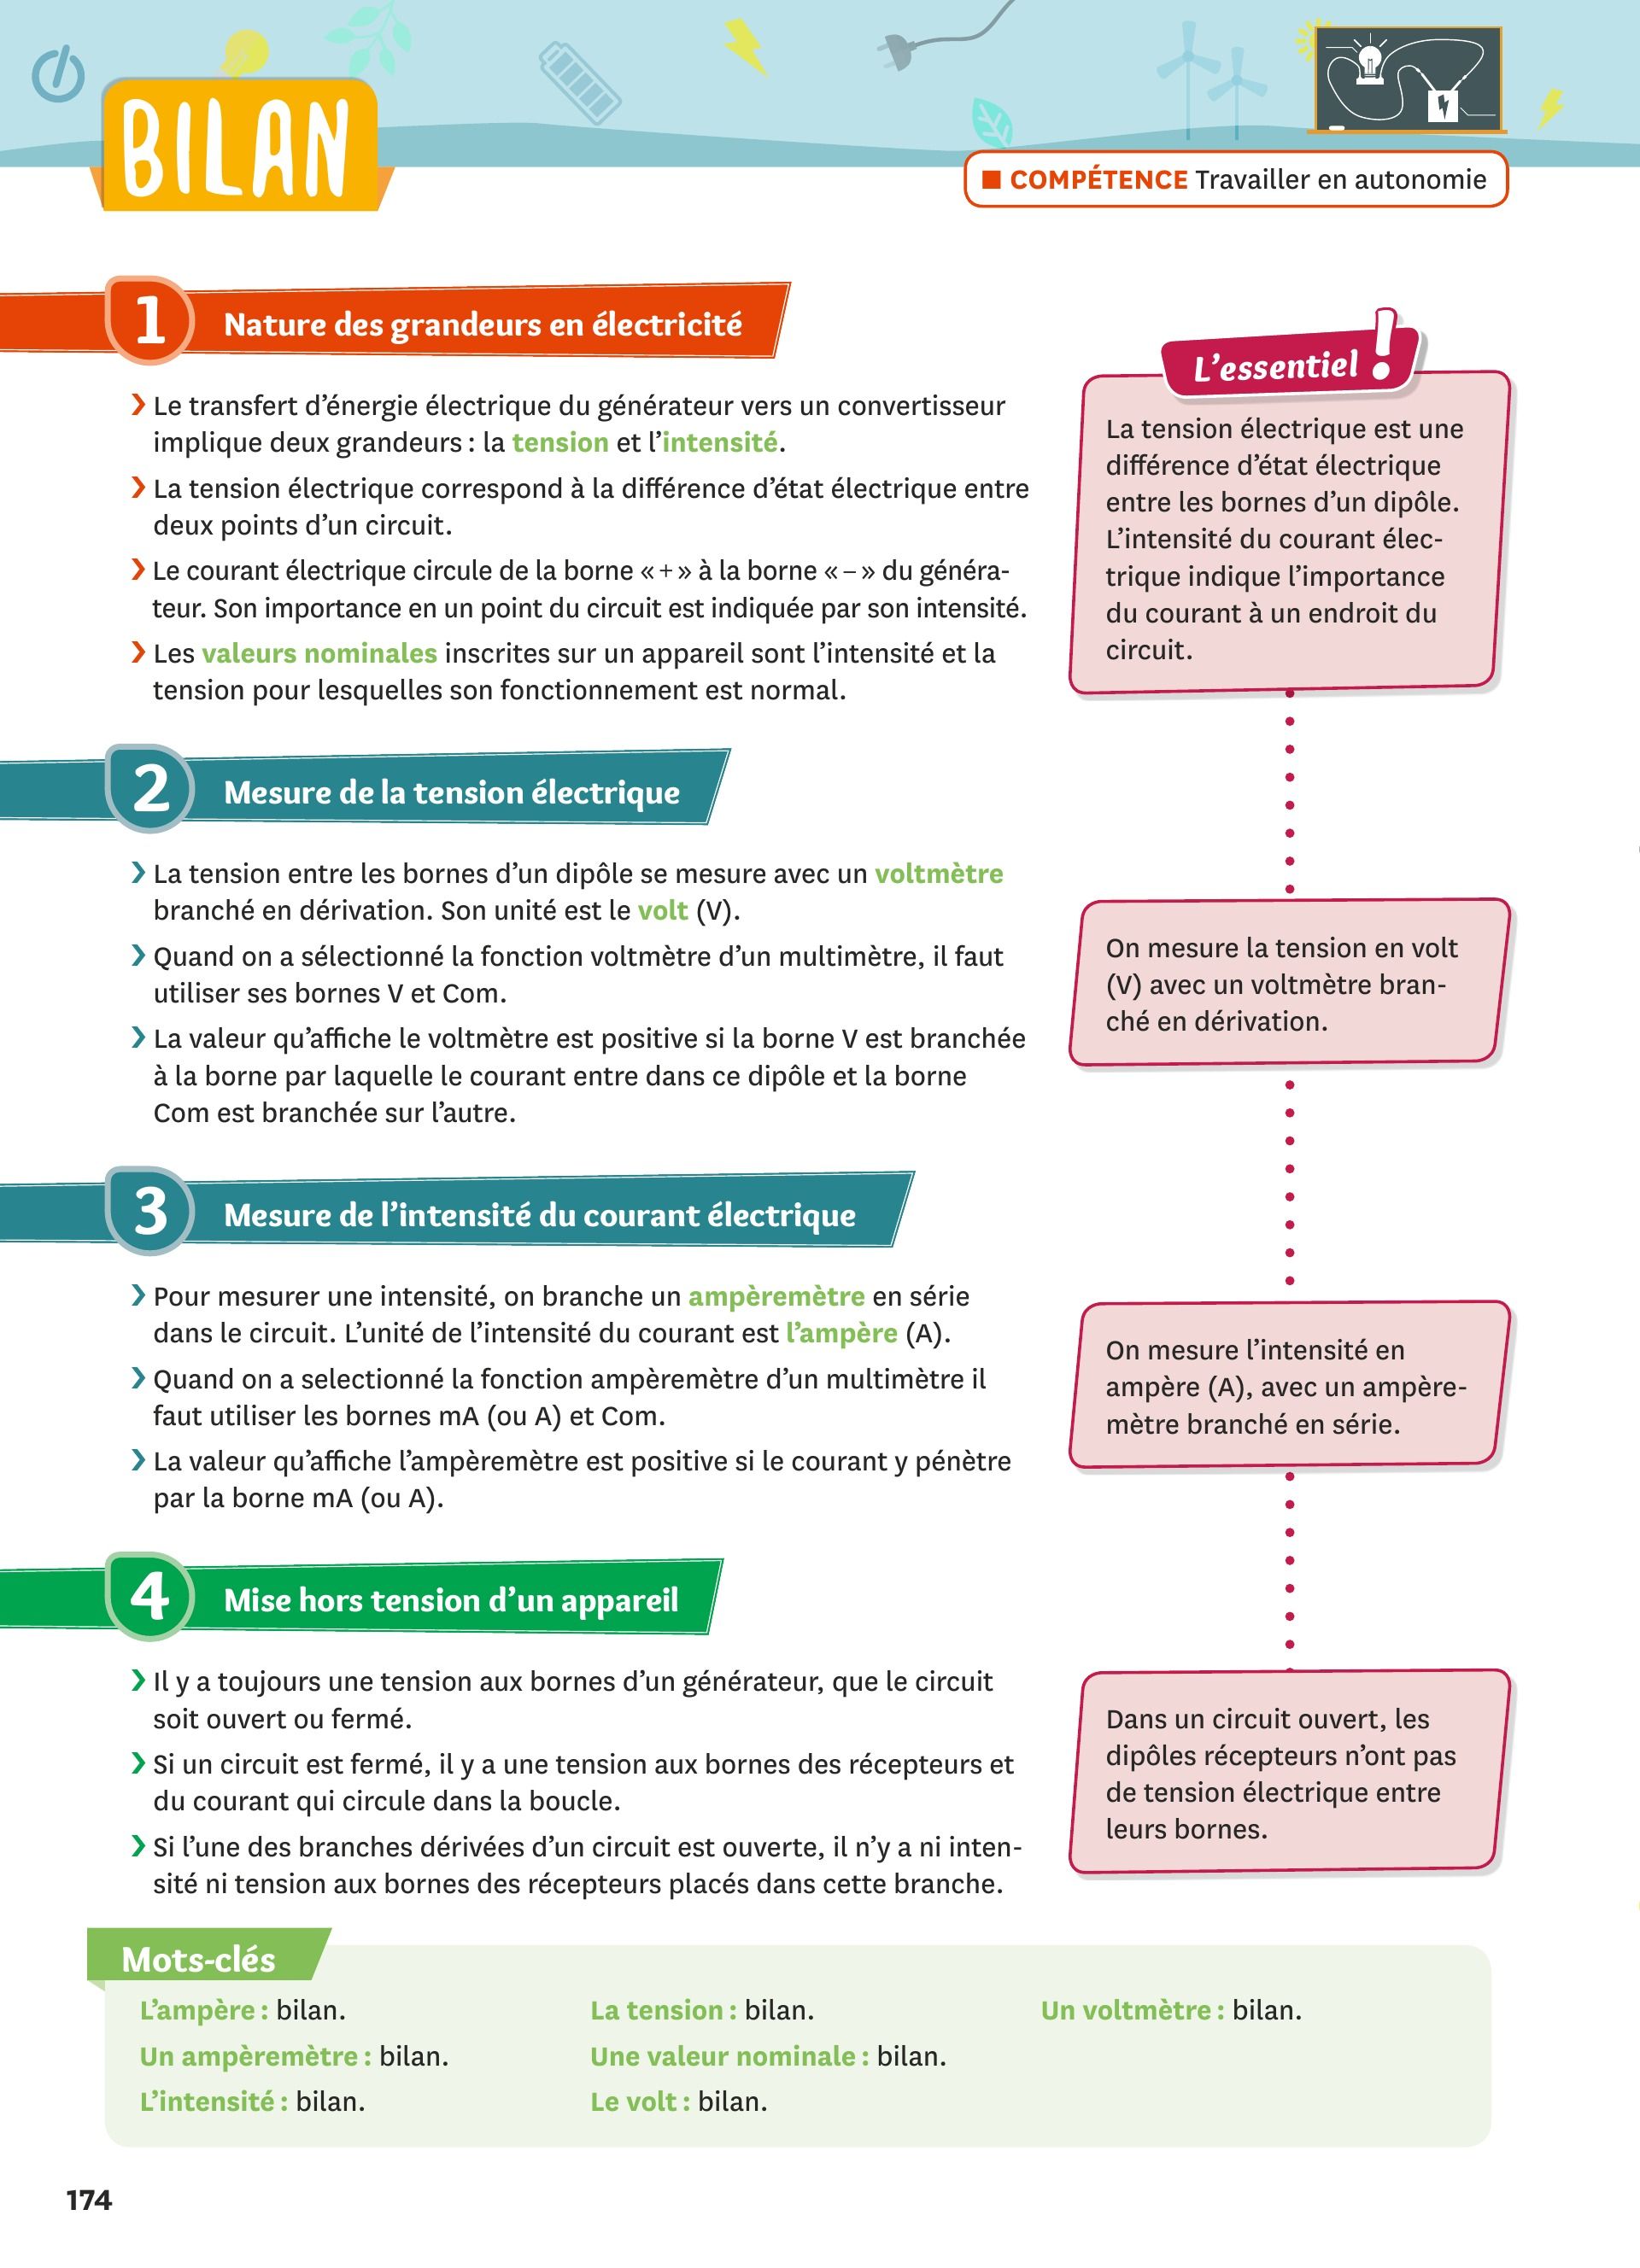 BILAN
■ COMPÉTENCE Travailler en autonomie
1 Nature des grandeurs en électricité
› Le transfert d’énergie électrique du générateur vers un convertisseur
implique deux grandeurs : la tension et l’intensité.
› La tension électrique correspond à la différence d’état électrique entre
deux points d’un circuit.
› Le courant électrique circule de la borne « + » à la borne « – » du généra-
teur. Son importance en un point du circuit est indiquée par son intensité.
› Les valeurs nominales inscrites sur un appareil sont l’intensité et la
tension pour lesquelles son fonctionnement est normal.
L’essentiel !
La tension électrique est une
différence d’état électrique
entre les bornes d’un dipôle.
L’intensité du courant élec-
trique indique l’importance
du courant à un endroit du
circuit.
2 Mesure de la tension électrique
› La tension entre les bornes d’un dipôle se mesure avec un voltmètre
branché en dérivation. Son unité est le volt (V).
› Quand on a sélectionné la fonction voltmètre d’un multimètre, il faut
utiliser ses bornes V et Com.
› La valeur qu’affiche le voltmètre est positive si la borne V est branchée
à la borne par laquelle le courant entre dans ce dipôle et la borne
Com est branchée sur l’autre.
On mesure la tension en volt
(V) avec un voltmètre bran-
ché en dérivation.
3 Mesure de l’intensité du courant électrique
› Pour mesurer une intensité, on branche un ampèremètre en série
dans le circuit. L’unité de l’intensité du courant est l’ampère (A).
› Quand on a selectionné la fonction ampèremètre d’un multimètre il
faut utiliser les bornes mA (ou A) et Com.
› La valeur qu’affiche l’ampèremètre est positive si le courant y pénètre
par la borne mA (ou A).
On mesure l’intensité en
ampère (A), avec un ampère-
mètre branché en série.
4 Mise hors tension d’un appareil
› Il y a toujours une tension aux bornes d’un générateur, que le circuit
soit ouvert ou fermé.
› Si un circuit est fermé, il y a une tension aux bornes des récepteurs et
du courant qui circule dans la boucle.
› Si l’une des branches dérivées d’un circuit est ouverte, il n’y a ni inten-
sité ni tension aux bornes des récepteurs placés dans cette branche.
Dans un circuit ouvert, les
dipôles récepteurs n’ont pas
de tension électrique entre
leurs bornes.
Mots-clés
L’ampère : bilan.
Un ampèremètre : bilan.
L’intensité : bilan.
La tension : bilan.
Une valeur nominale : bilan.
Le volt : bilan.
Un voltmètre : bilan.
174